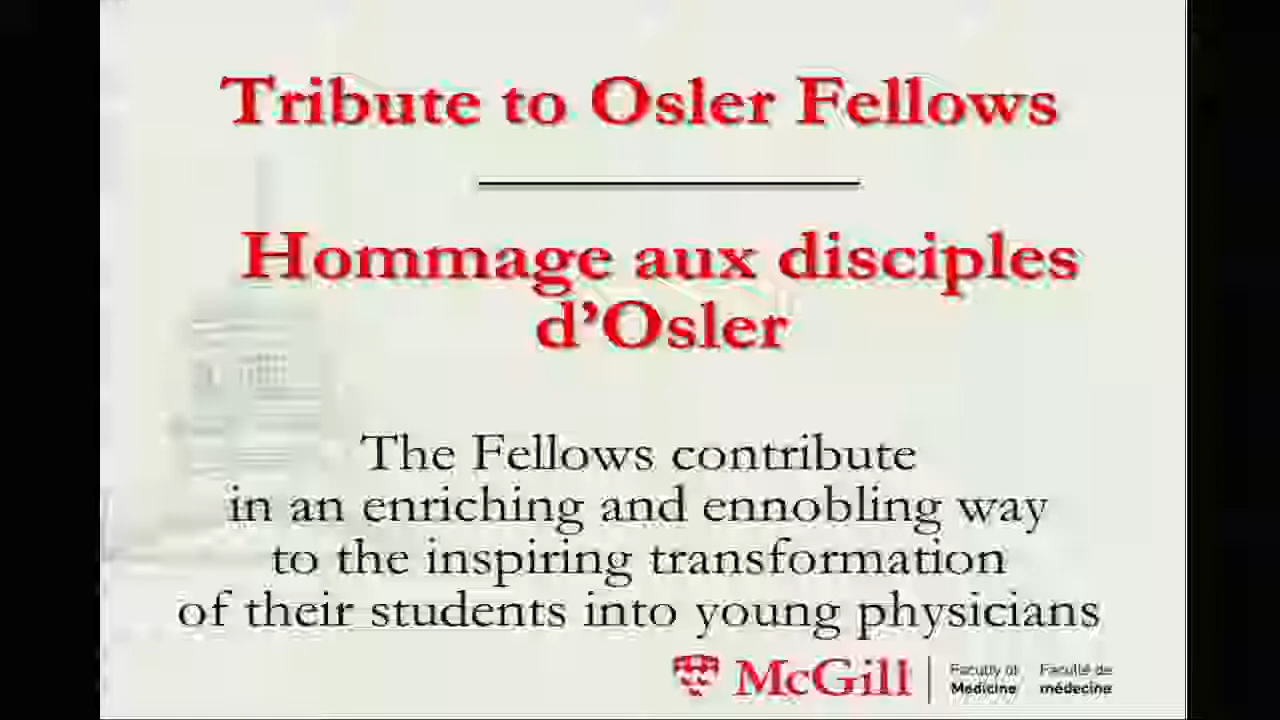 Tribute to Osler Fellows
Hommage aux disciples
d’Osler
The Fellows contribute
in an enriching and ennobling way
to the inspiring transformation
of their students into young physicians
McGill
Faculty of Faculté de
Medicine médecine